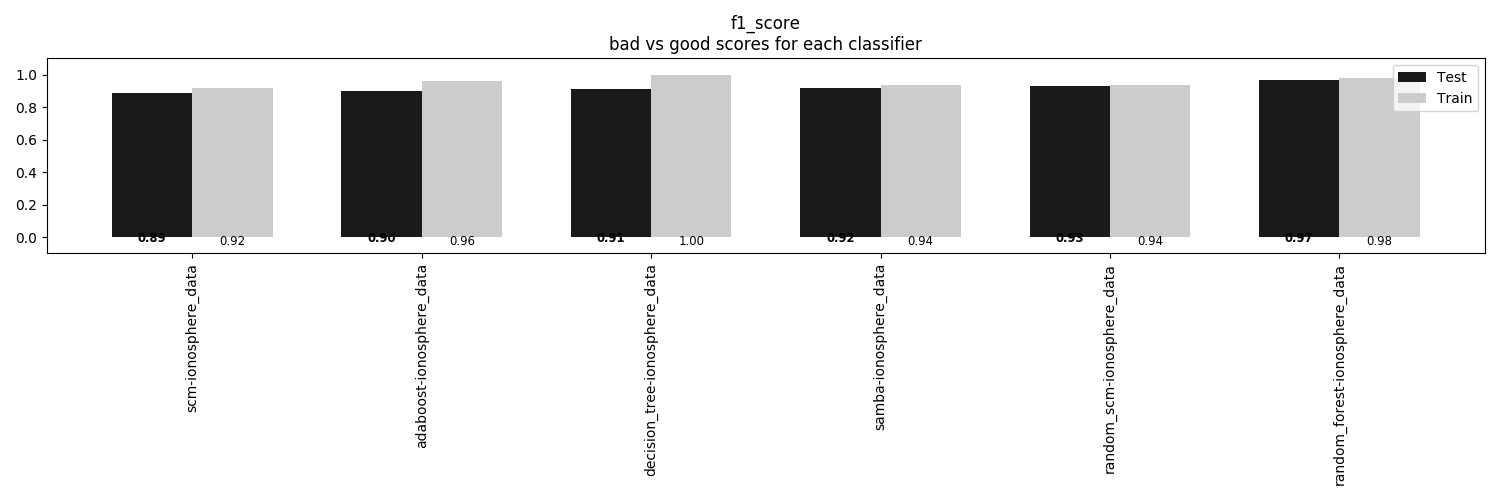 f1_score
bad vs good scores for each classifier
Test
Train
1.0
0.8
0.6
0.4
0.2
0.0
0.89 0.92 0.90 0.96 0.91 1.00 0.92 0.94 0.93 0.94 0.97 0.98
scm-ionosphere_data
adaboost-ionosphere_data
decision_tree-ionosphere_data
samba-ionosphere_data
random_scm-ionosphere_data
random_forest-ionosphere_data